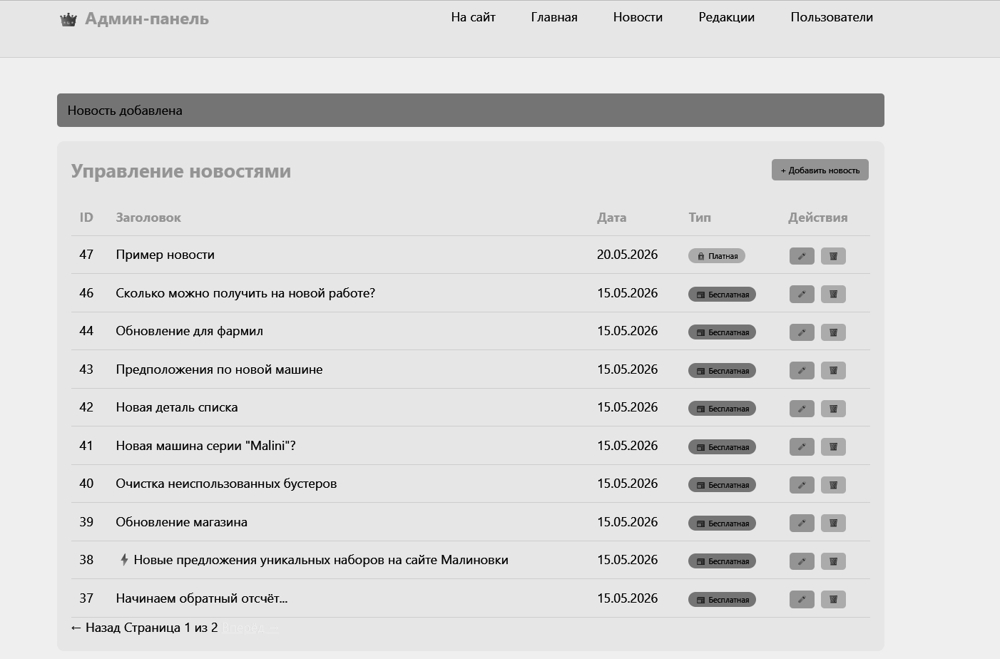 Админ-панель На сайт Главная Новости Редакции Пользователи
Новость добавлена
Управление новостями + Добавить новость
ID Заголовок Дата Тип Действия
47 Пример новости 20.05.2026 Платная
46 Сколько можно получить на новой работе? 15.05.2026 Бесплатная
44 Обновление для фармил 15.05.2026 Бесплатная
43 Предположения по новой машине 15.05.2026 Бесплатная
42 Новая деталь списка 15.05.2026 Бесплатная
41 Новая машина серии "Malini"? 15.05.2026 Бесплатная
40 Очистка неиспользованных бустеров 15.05.2026 Бесплатная
39 Обновление магазина 15.05.2026 Бесплатная
38 ⚡ Новые предложения уникальных наборов на сайте Малиновки 15.05.2026 Бесплатная
37 Начинаем обратный отсчёт... 15.05.2026 Бесплатная
← Назад Страница 1 из 2 Вперёд →